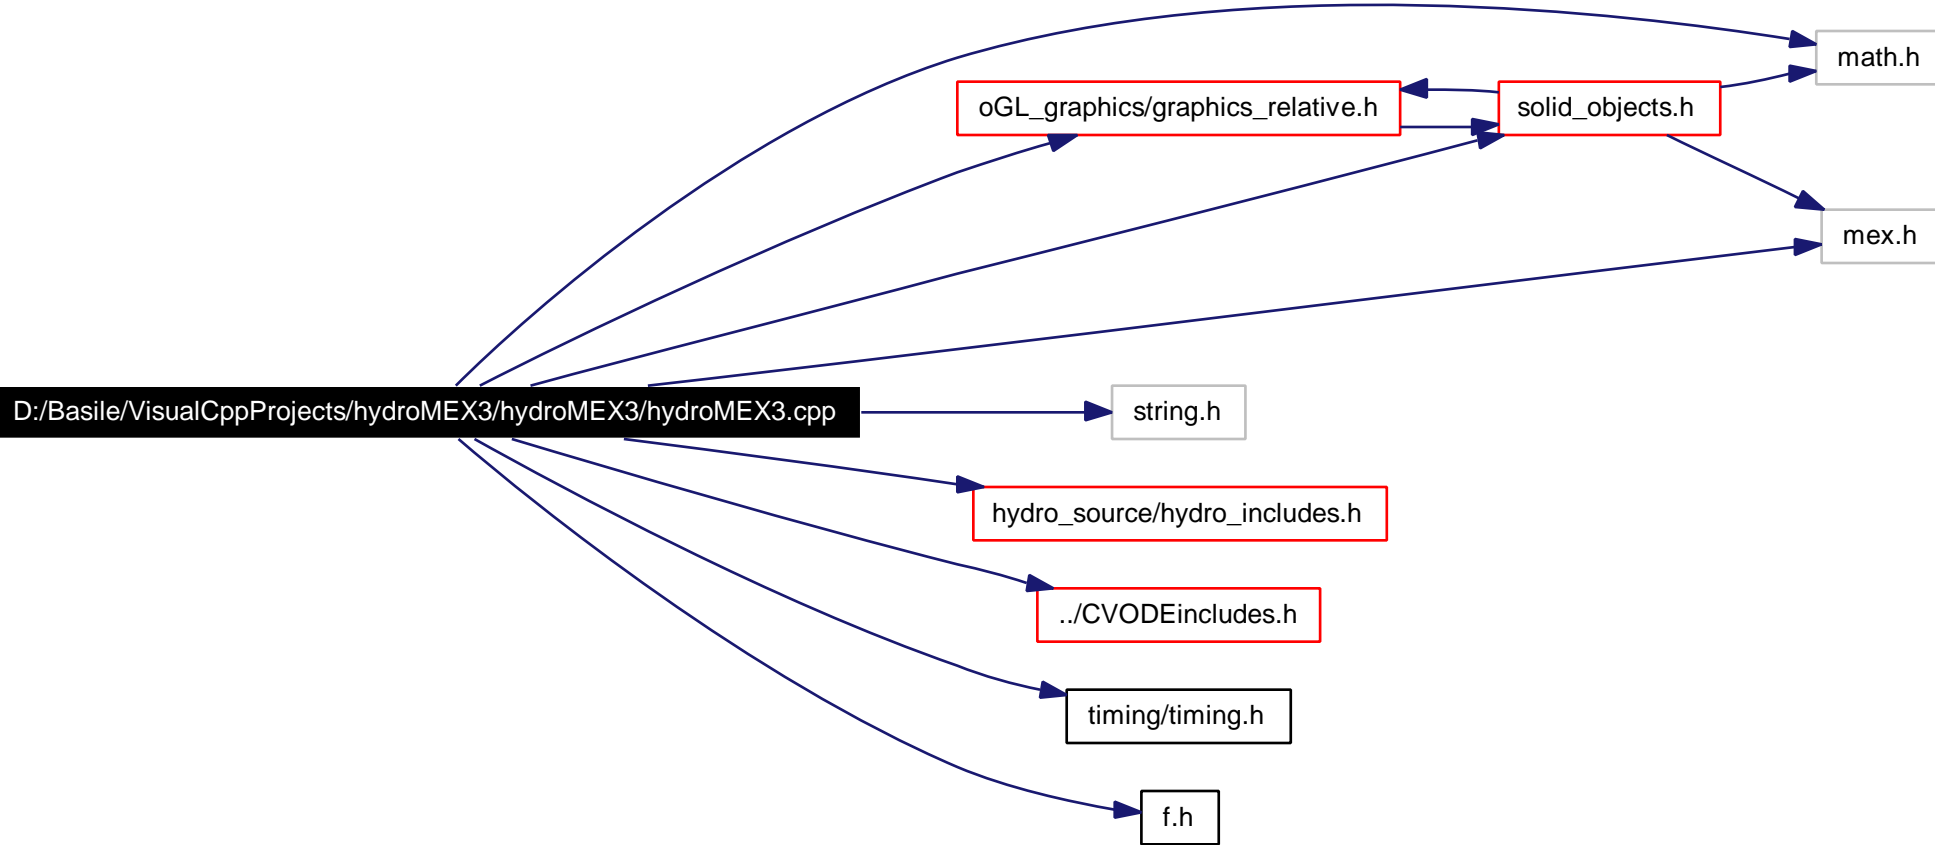 math.h
oGL_graphics/graphics_relative.h
solid_objects.h
mex.h
D:/Basile/VisualCppProjects/hydroMEX3/hydroMEX3/hydroMEX3.cpp
string.h
hydro_source/hydro_includes.h
../CVODEincludes.h
timing/timing.h
f.h